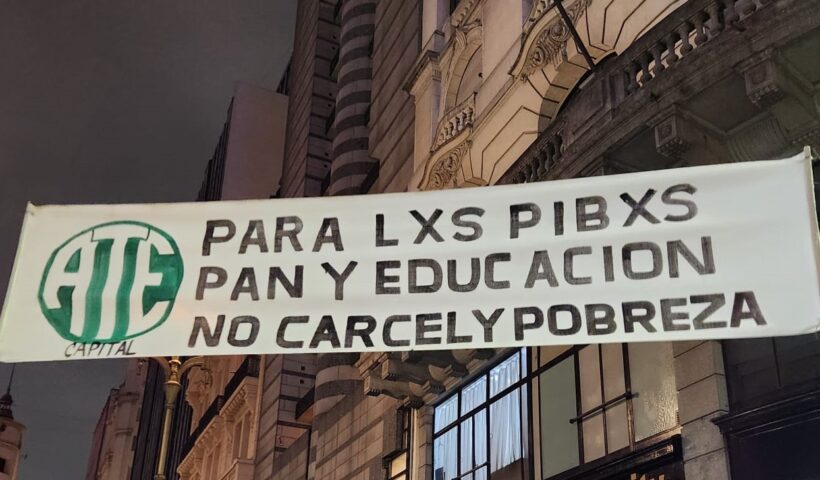 ATE
CAPITAL
PARA LXS PIBXS
PAN Y EDUCACION
NO CARCEL Y POBREZA